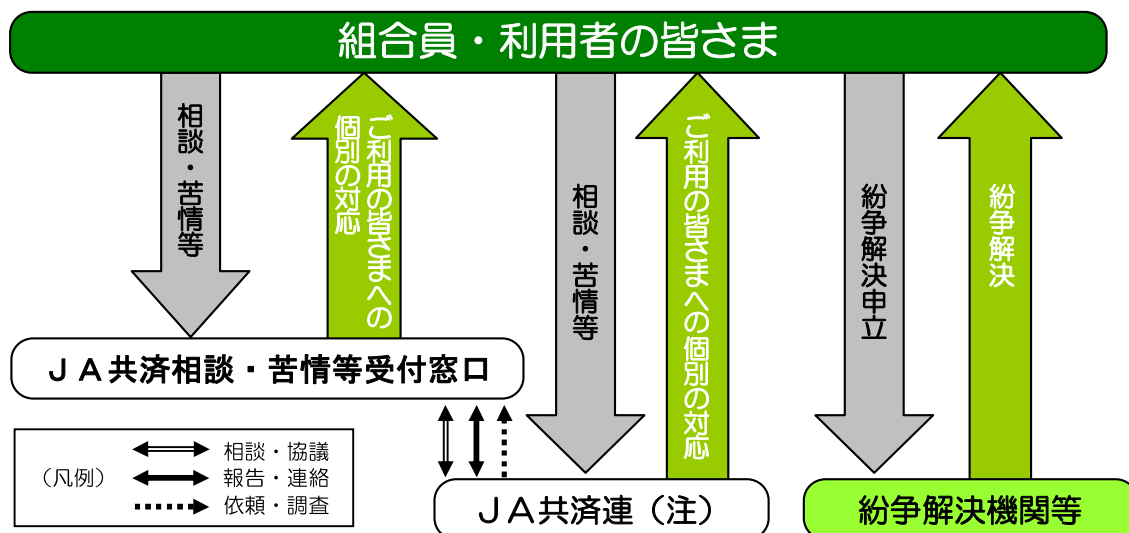 組合員・利用者の皆さま
相談・苦情等
ご利用の皆さまへの
個別の対応
相談・苦情等
ご利用の皆さまへの個別の対応
紛争解決申立
紛争解決
ＪＡ共済相談・苦情等受付窓口
（凡例）
相談・協議
報告・連絡
依頼・調査
ＪＡ共済連（注）
紛争解決機関等